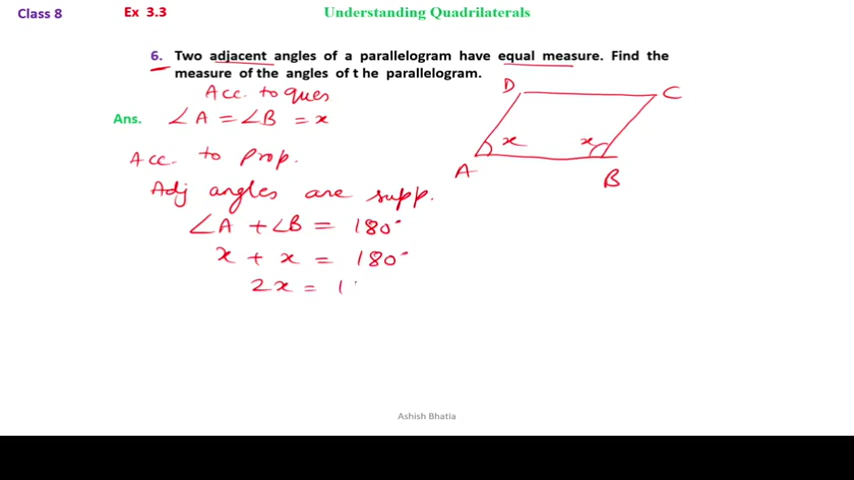 Class 8 Ex 3.3 Understanding Quadrilaterals
6. Two adjacent angles of a parallelogram have equal measure. Find the
measure of the angles of t he parallelogram.
Acc. to ques
Ans. ∠A = ∠B = x
Acc. to prop.
Adj angles are supp.
∠A + ∠B = 180°
x + x = 180°
2x = 1
D C
x x
A B
Ashish Bhatia